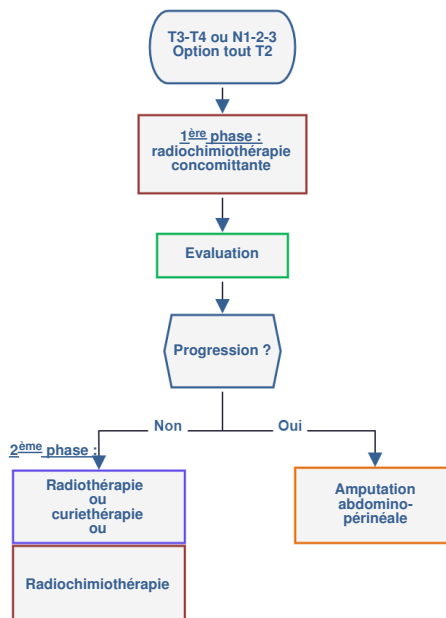 T3-T4 ou N1-2-3
Option tout T2
1ère phase :
radiochimiothérapie
concomittante
Evaluation
Progression ?
Non
Oui
2ème phase :
Radiothérapie
ou
curiethérapie
ou
Radiochimiothérapie
Amputation
abdomino-
périnéale